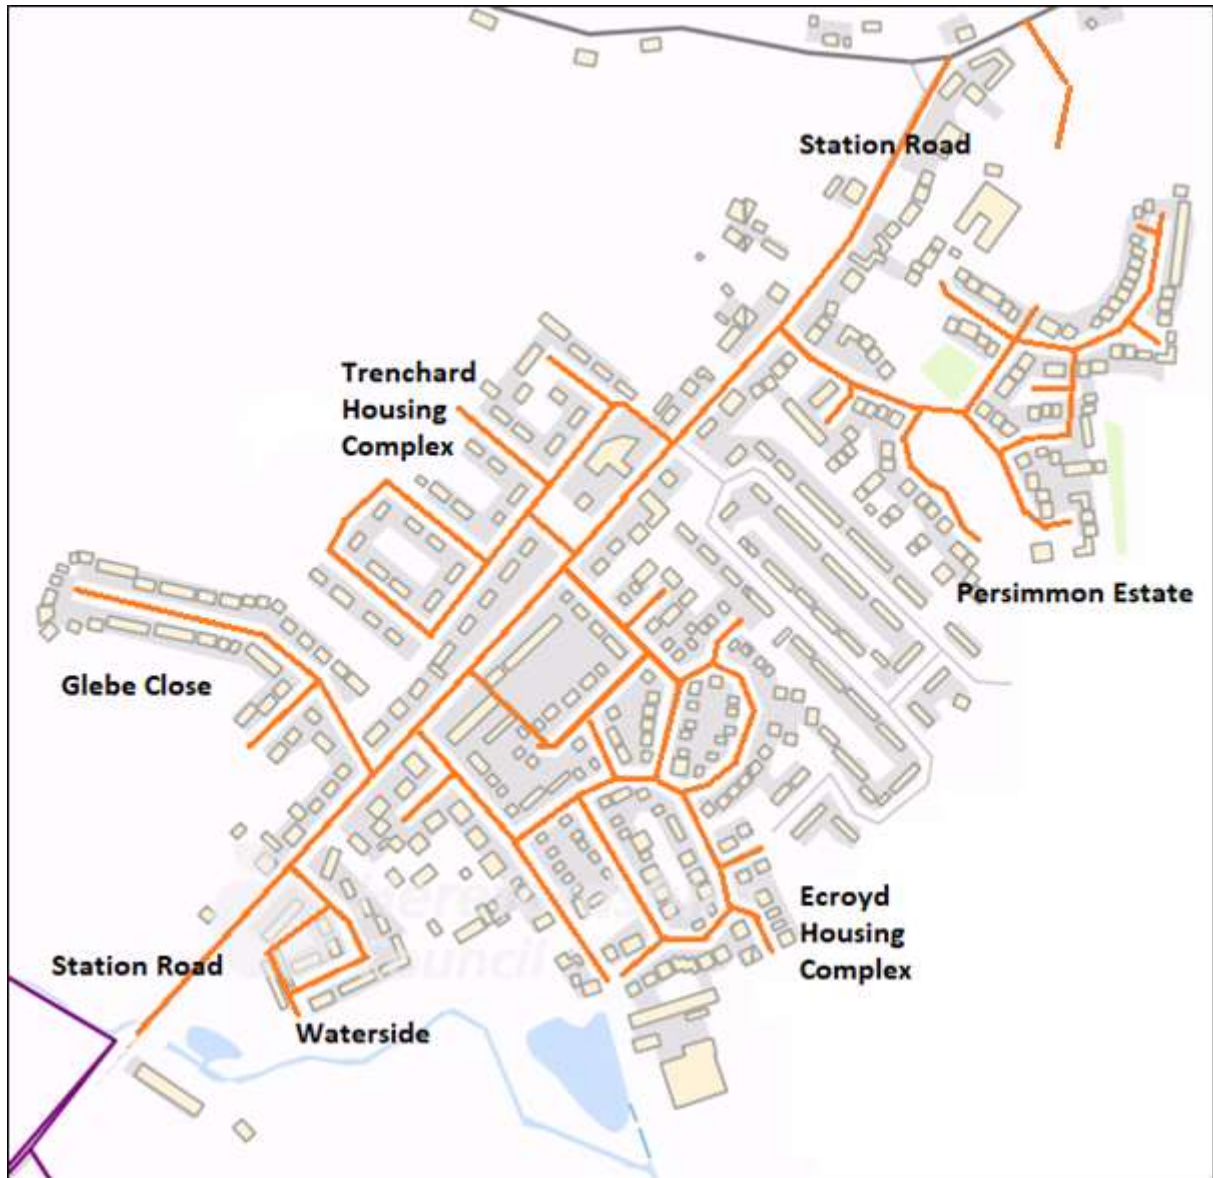 Station Road
Trenchard
Housing
Complex
Persimmon Estate
Glebe Close
Ecroyd
Housing
Complex
Station Road
Waterside